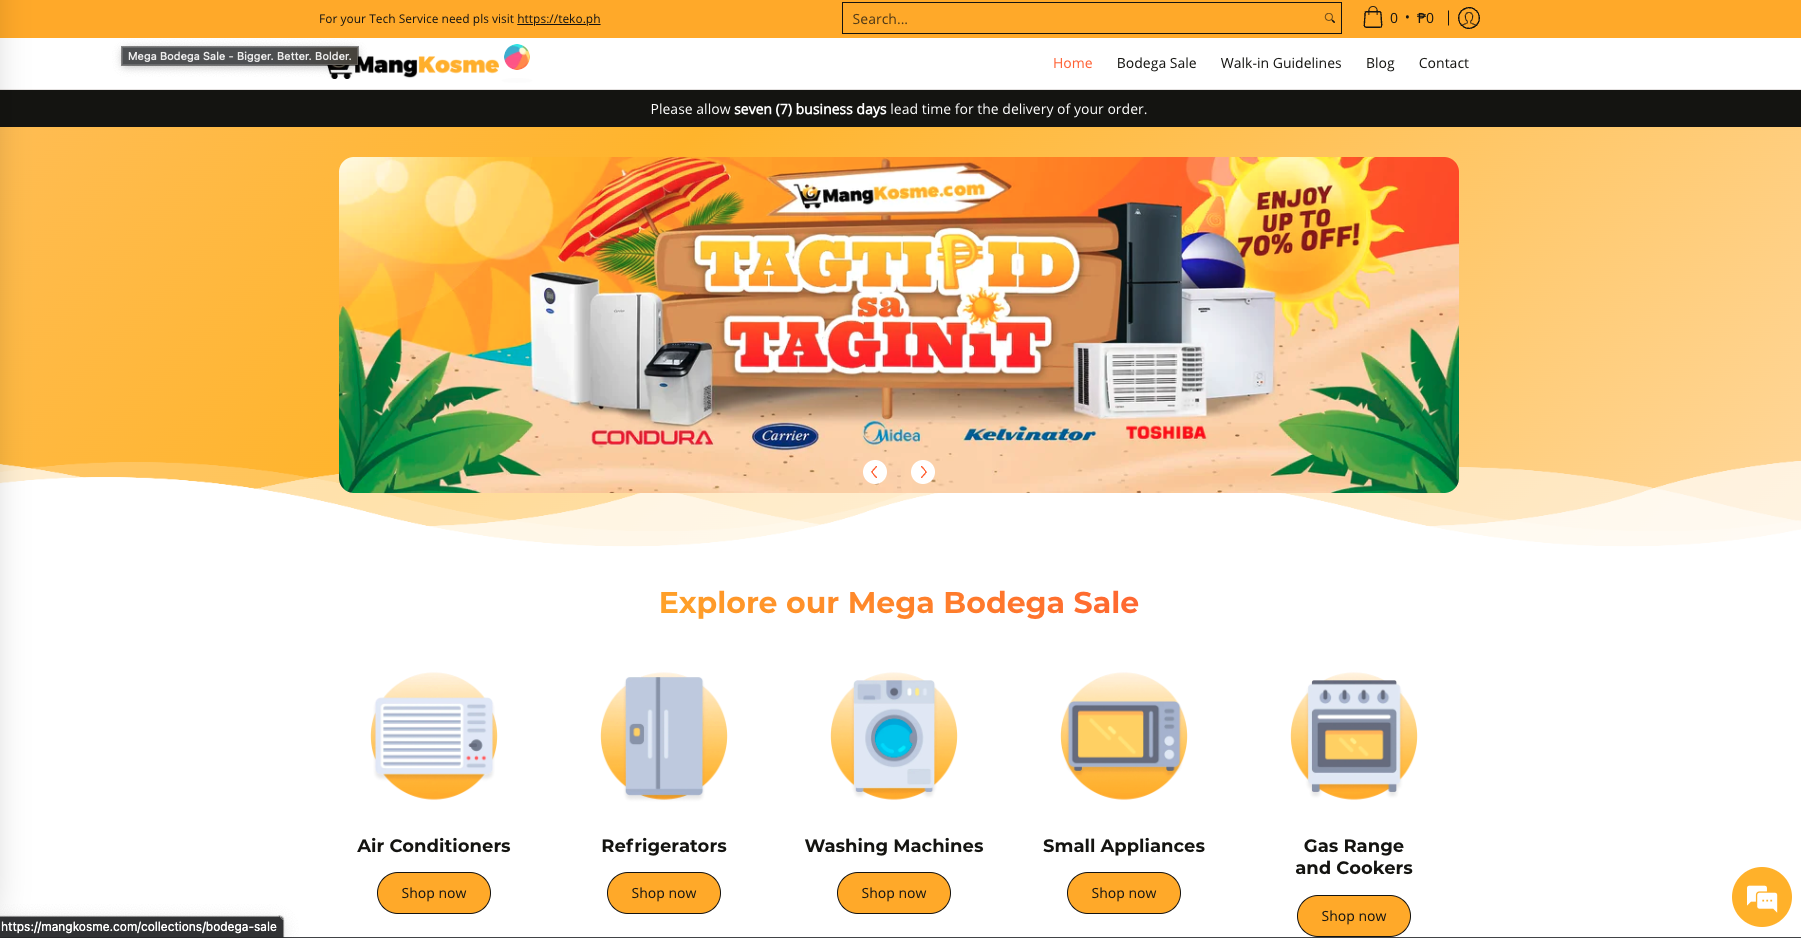 For your Tech Service need pls visit https://teko.ph
Search...
0 • ₱0
Mega Bodega Sale - Bigger. Better. Bolder.
MangKosme
Home
Bodega Sale
Walk-in Guidelines
Blog
Contact
Please allow seven (7) business days lead time for the delivery of your order.
MangKosme.com
ENJOY
UP TO
70% OFF!
TAGTI₱ID
sa
TAGINiT
CONDURA
Carrier
Midea
Kelvinator
TOSHIBA
Explore our Mega Bodega Sale
Air Conditioners
Shop now
Refrigerators
Shop now
Washing Machines
Shop now
Small Appliances
Shop now
Gas Range
and Cookers
Shop now
https://mangkosme.com/collections/bodega-sale